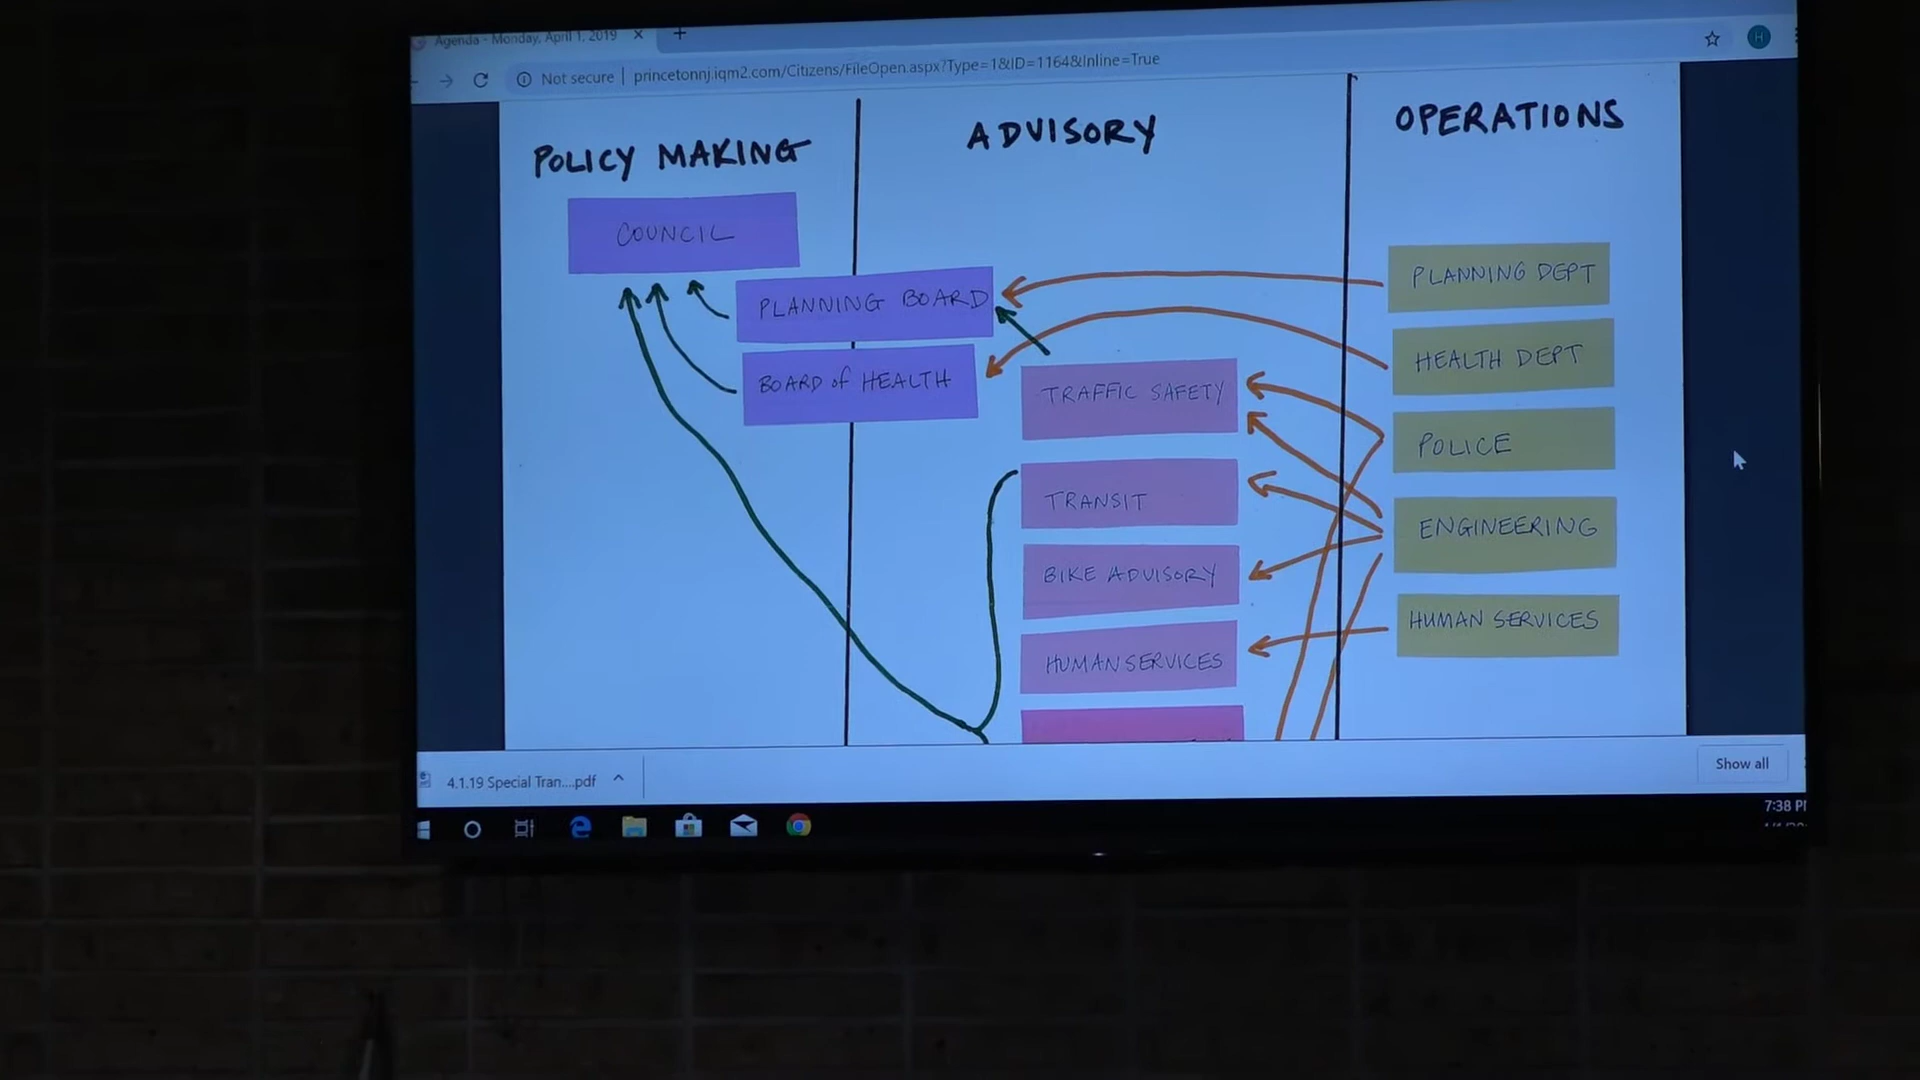 Agenda - Monday, April 1, 2019
Not secure | princetonnj.iqm2.com/Citizens/FileOpen.aspx?Type=1&ID=1164&Inline=True
POLICY MAKING
ADVISORY
OPERATIONS
COUNCIL
PLANNING BOARD
BOARD of HEALTH
TRAFFIC SAFETY
TRANSIT
BIKE ADVISORY
HUMAN SERVICES
PLANNING DEPT
HEALTH DEPT
POLICE
ENGINEERING
HUMAN SERVICES
4.1.19 Special Tran....pdf
Show all
7:38 P
H